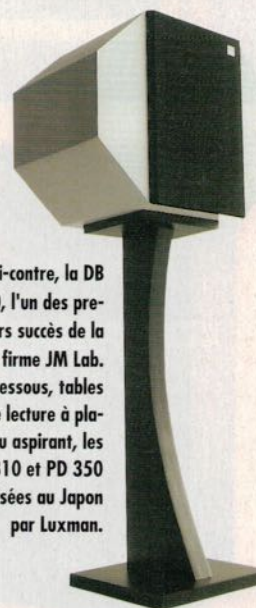 i-contre, la DB
, l'un des pre-
rs succès de la
firme JM Lab.
essous, tables
lecture à pla-
u aspirant, les
10 et PD 350
sées au Japon
par Luxman.